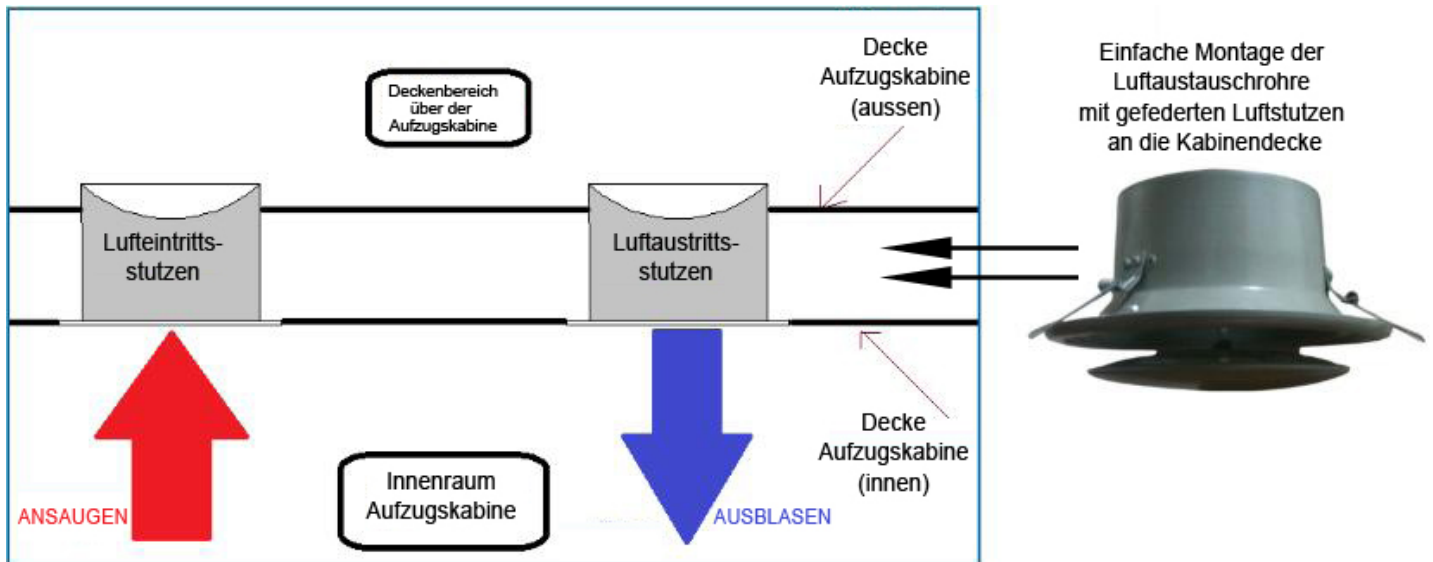 Deckenbereich
über der
Aufzugskabine
Decke
Aufzugskabine
(aussen)
Einfache Montage der
Luftaustauschrohre
mit gefederten Luftstutzen
an die Kabinendecke
Lufteintritts-
stutzen
Luftaustritts-
stutzen
Decke
Aufzugskabine
(innen)
Innenraum
Aufzugskabine
ANSAUGEN
AUSBLASEN